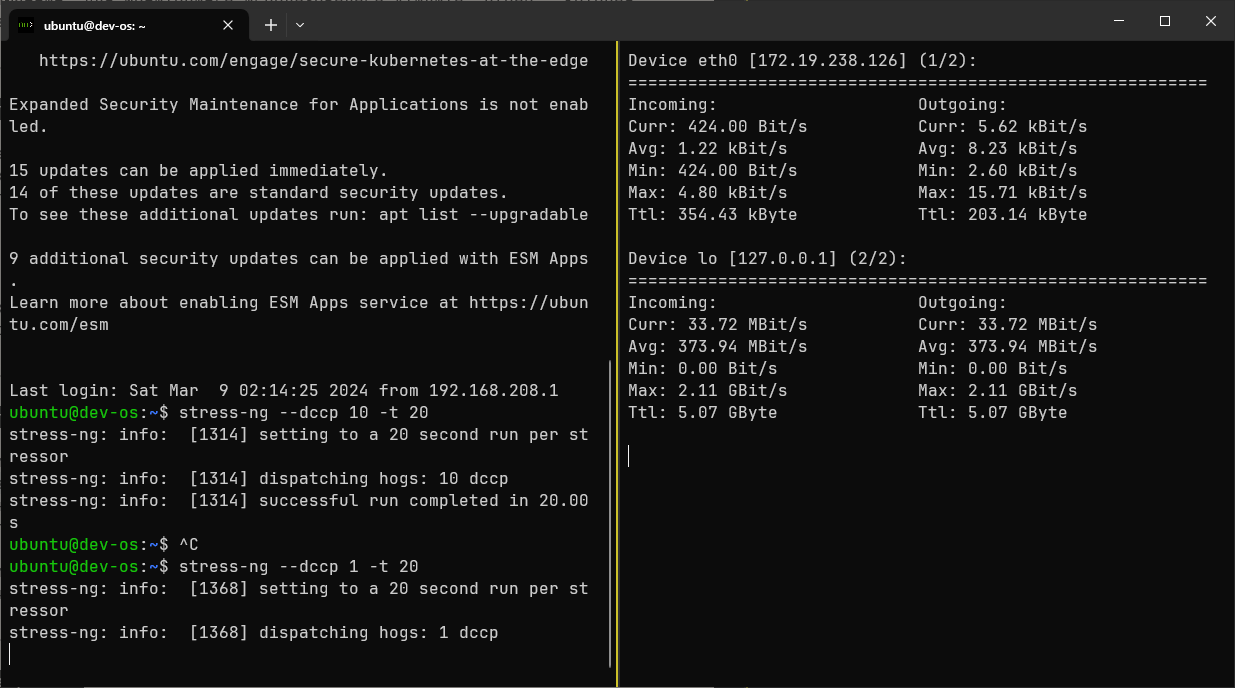 ubuntu@dev-os: ~
https://ubuntu.com/engage/secure-kubernetes-at-the-edge
Expanded Security Maintenance for Applications is not enab
led.
15 updates can be applied immediately.
14 of these updates are standard security updates.
To see these additional updates run: apt list --upgradable
9 additional security updates can be applied with ESM Apps
.
Learn more about enabling ESM Apps service at https://ubun
tu.com/esm
Last login: Sat Mar  9 02:14:25 2024 from 192.168.208.1
ubuntu@dev-os:~$ stress-ng --dccp 10 -t 20
stress-ng: info:  [1314] setting to a 20 second run per st
ressor
stress-ng: info:  [1314] dispatching hogs: 10 dccp
stress-ng: info:  [1314] successful run completed in 20.00
s
ubuntu@dev-os:~$ ^C
ubuntu@dev-os:~$ stress-ng --dccp 1 -t 20
stress-ng: info:  [1368] setting to a 20 second run per st
ressor
stress-ng: info:  [1368] dispatching hogs: 1 dccp
Device eth0 [172.19.238.126] (1/2):
==========================================================
Incoming: Outgoing:
Curr: 424.00 Bit/s Curr: 5.62 kBit/s
Avg: 1.22 kBit/s Avg: 8.23 kBit/s
Min: 424.00 Bit/s Min: 2.60 kBit/s
Max: 4.80 kBit/s Max: 15.71 kBit/s
Ttl: 354.43 kByte Ttl: 203.14 kByte
Device lo [127.0.0.1] (2/2):
==========================================================
Incoming: Outgoing:
Curr: 33.72 MBit/s Curr: 33.72 MBit/s
Avg: 373.94 MBit/s Avg: 373.94 MBit/s
Min: 0.00 Bit/s Min: 0.00 Bit/s
Max: 2.11 GBit/s Max: 2.11 GBit/s
Ttl: 5.07 GByte Ttl: 5.07 GByte